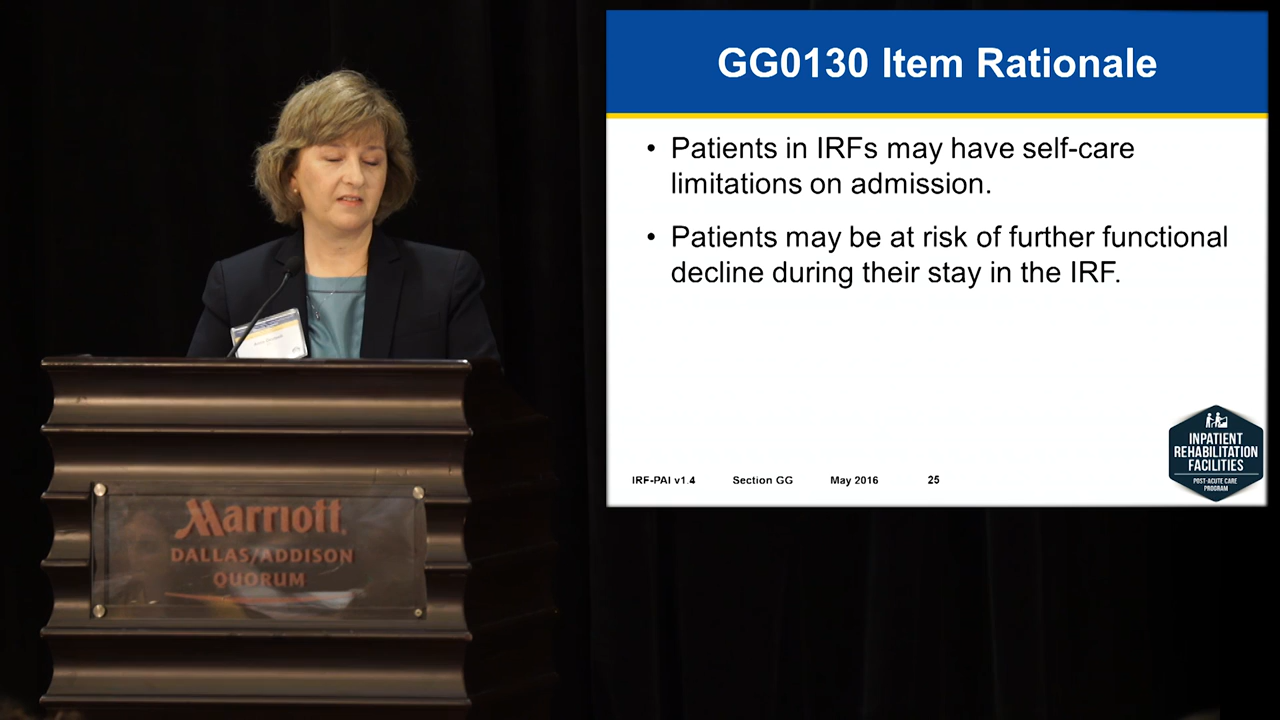 GG0130 Item Rationale
• Patients in IRFs may have self-care
limitations on admission.
• Patients may be at risk of further functional
decline during their stay in the IRF.
IRF-PAI v1.4 Section GG May 2016 25
INPATIENT
REHABILITATION
FACILITIES
POST-ACUTE CARE
PROGRAM
Marriott
DALLAS/ADDISON
QUORUM